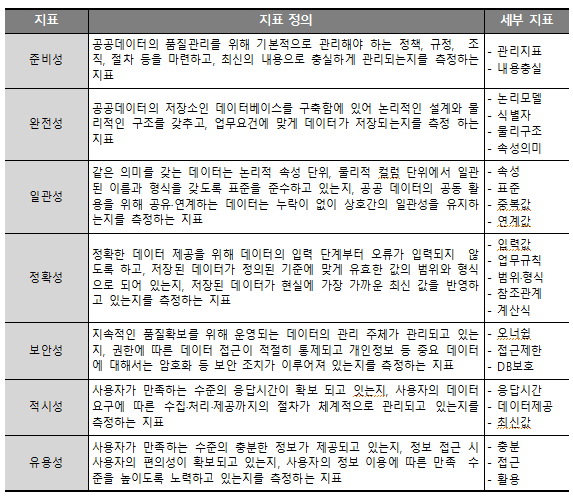 지표 지표 정의 세부 지표
준비성
공공데이터의 품질관리를 위해 기본적으로 관리해야 하는 정책, 규정, 조
직, 절차 등을 마련하고, 최신의 내용으로 충실하게 관리되는지를 측정하는
지표
- 관리지표
- 내용충실
완전성
공공데이터의 저장소인 데이터베이스를 구축함에 있어 논리적인 설계와 물
리적인 구조를 갖추고, 업무요건에 맞게 데이터가 저장되는지를 측정 하는
지표
- 논리모델
- 식별자
- 물리구조
- 속성의미
일관성
같은 의미를 갖는 데이터는 논리적 속성 단위, 물리적 컬럼 단위에서 일관
된 이름과 형식을 갖도록 표준을 준수하고 있는지, 공공 데이터의 공동 활
용을 위해 공유·연계하는 데이터는 누락이 없이 상호간의 일관성을 유지하
는지를 측정하는 지표
- 속성
- 표준
- 중복값
- 연계값
정확성
정확한 데이터 제공을 위해 데이터의 입력 단계부터 오류가 입력되지 않
도록 하고, 저장된 데이터가 정의된 기준에 맞게 유효한 값의 범위와 형식
으로 되어 있는지, 저장된 데이터가 현실에 가장 가까운 최신 값을 반영하
고 있는지를 측정하는 지표
- 입력값
- 업무규칙
- 범위·형식
- 참조관계
- 계산식
보안성
지속적인 품질확보를 위해 운영되는 데이터의 관리 주체가 관리되고 있는
지, 권한에 따른 데이터 접근이 적절히 통제되고 개인정보 등 중요 데이터
에 대해서는 암호화 등 보안 조치가 이루어져 있는지를 측정하는 지표
- 오너쉽
- 접근제한
- DB보호
적시성
사용자가 만족하는 수준의 응답시간이 확보 되고 있는지, 사용자의 데이터
요구에 따른 수집·처리·제공까지의 절차가 체계적으로 관리되고 있는지를
측정하는 지표
- 응답시간
- 데이터제공
- 최신값
유용성
사용자가 만족하는 수준의 충분한 정보가 제공되고 있는지, 정보 접근 시
사용자의 편의성이 확보되고 있는지, 사용자의 정보 이용에 따른 만족 수
준을 높이도록 노력하고 있는지를 측정하는 지표
- 충분
- 접근
- 활용